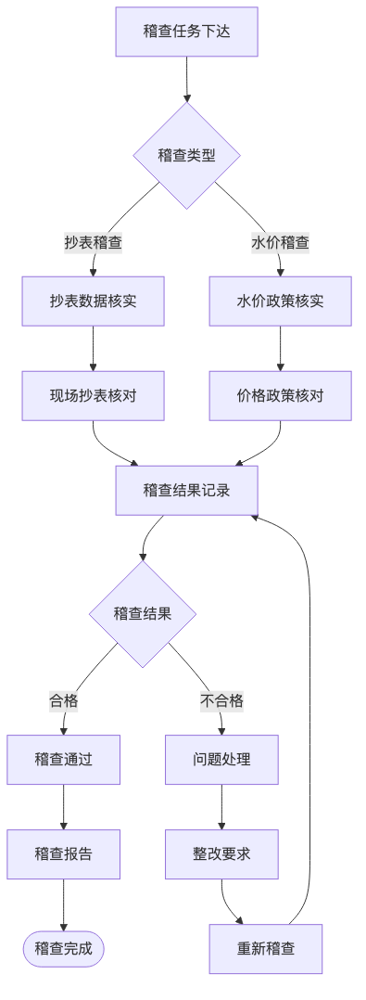 稽查任务下达
稽查类型
抄表稽查
水价稽查
抄表数据核实
水价政策核实
现场抄表核对
价格政策核对
稽查结果记录
稽查结果
合格
不合格
稽查通过
问题处理
稽查报告
整改要求
稽查完成
重新稽查